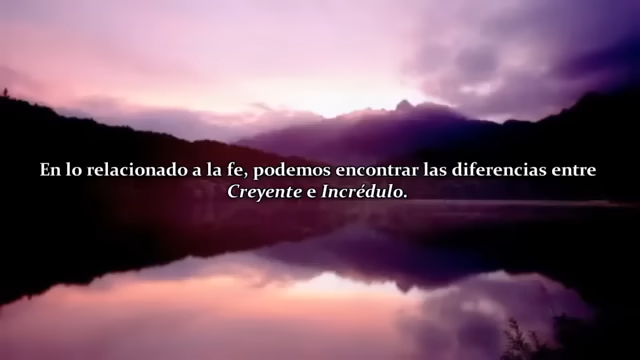 En lo relacionado a la fe, podemos encontrar las diferencias entre
Creyente e Incrédulo.